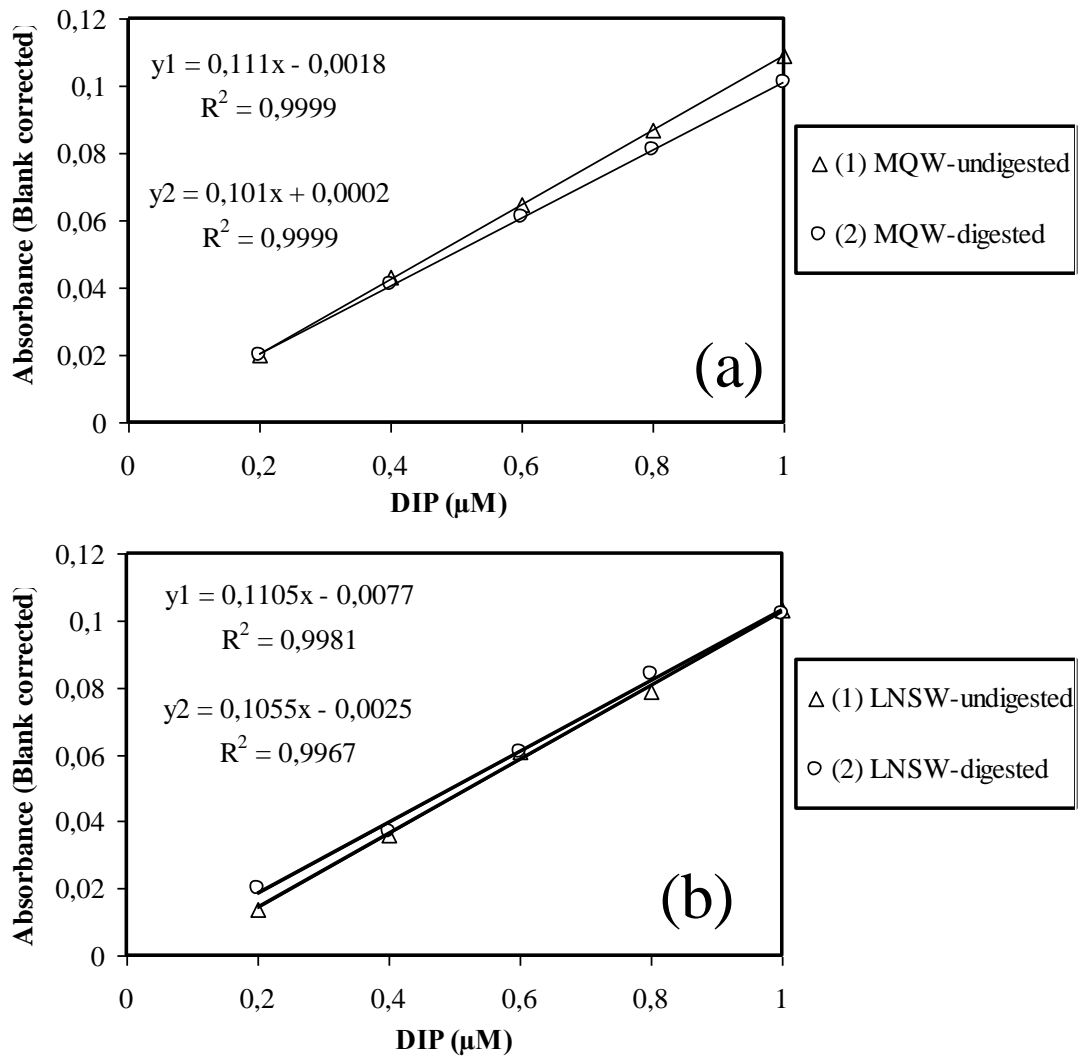 0,12
y1 = 0,111x - 0,0018
R² = 0,9999
y2 = 0,101x + 0,0002
R² = 0,9999
0,1
0,08
0,06
0,04
0,02
0
Absorbance (Blank corrected)
0 0,2 0,4 0,6 0,8 1
DIP (µM)
(a)
(1) MQW-undigested
(2) MQW-digested
0,12
y1 = 0,1105x - 0,0077
R² = 0,9981
y2 = 0,1055x - 0,0025
R² = 0,9967
0,1
0,08
0,06
0,04
0,02
0
Absorbance (Blank corrected)
0 0,2 0,4 0,6 0,8 1
DIP (µM)
(b)
(1) LNSW-undigested
(2) LNSW-digested